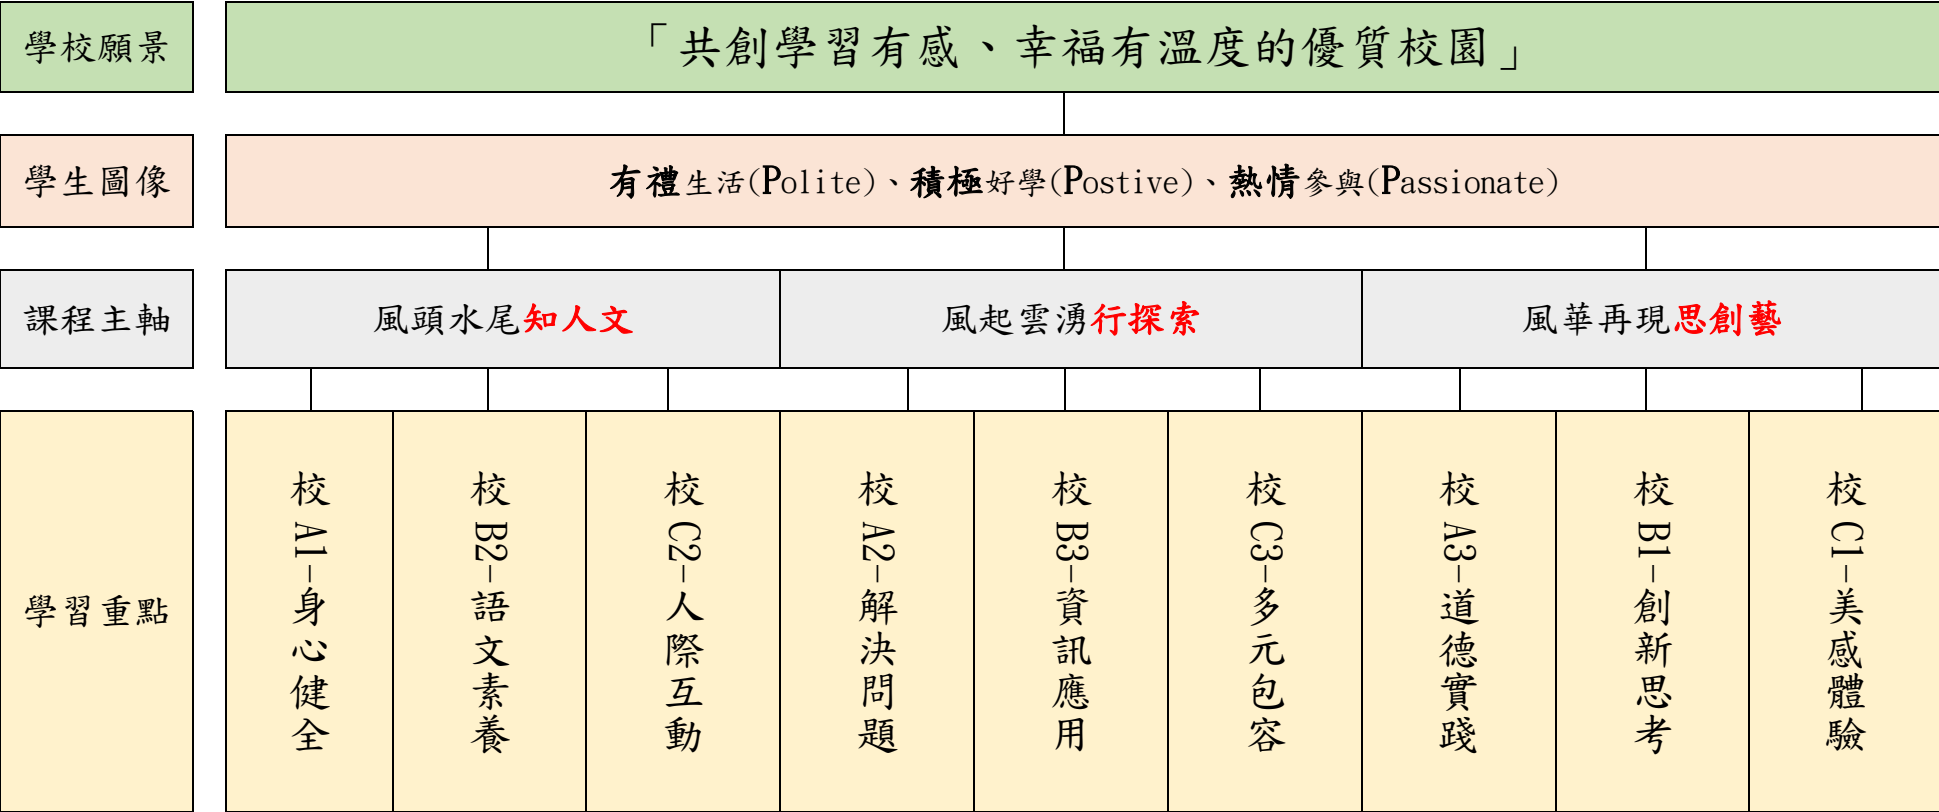 學校願景
「共創學習有感、幸福有溫度的優質校園」
學生圖像
有禮生活(Polite)、積極好學(Postive)、熱情參與(Passionate)
課程主軸
風頭水尾知人文
風起雲湧行探索
風華再現思創藝
學習重點
校A1-身心健全
校B2-語文素養
校C2-人際互動
校A2-解決問題
校B3-資訊應用
校C3-多元包容
校A3-道德實踐
校B1-創新思考
校C1-美感體驗